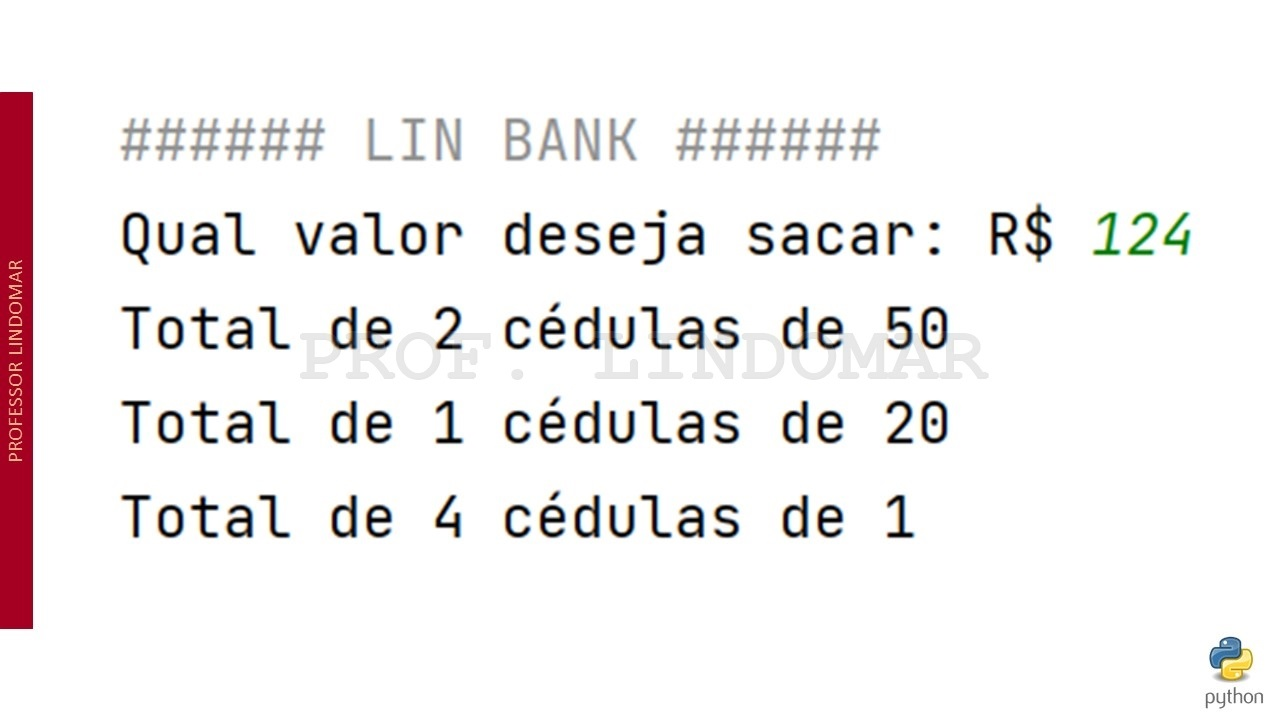 ###### LIN BANK ######
Qual valor deseja sacar: R$ 124
Total de 2 cédulas de 50
PROF. LINDOMAR
Total de 1 cédulas de 20
Total de 4 cédulas de 1
PROFESSOR LINDOMAR
python